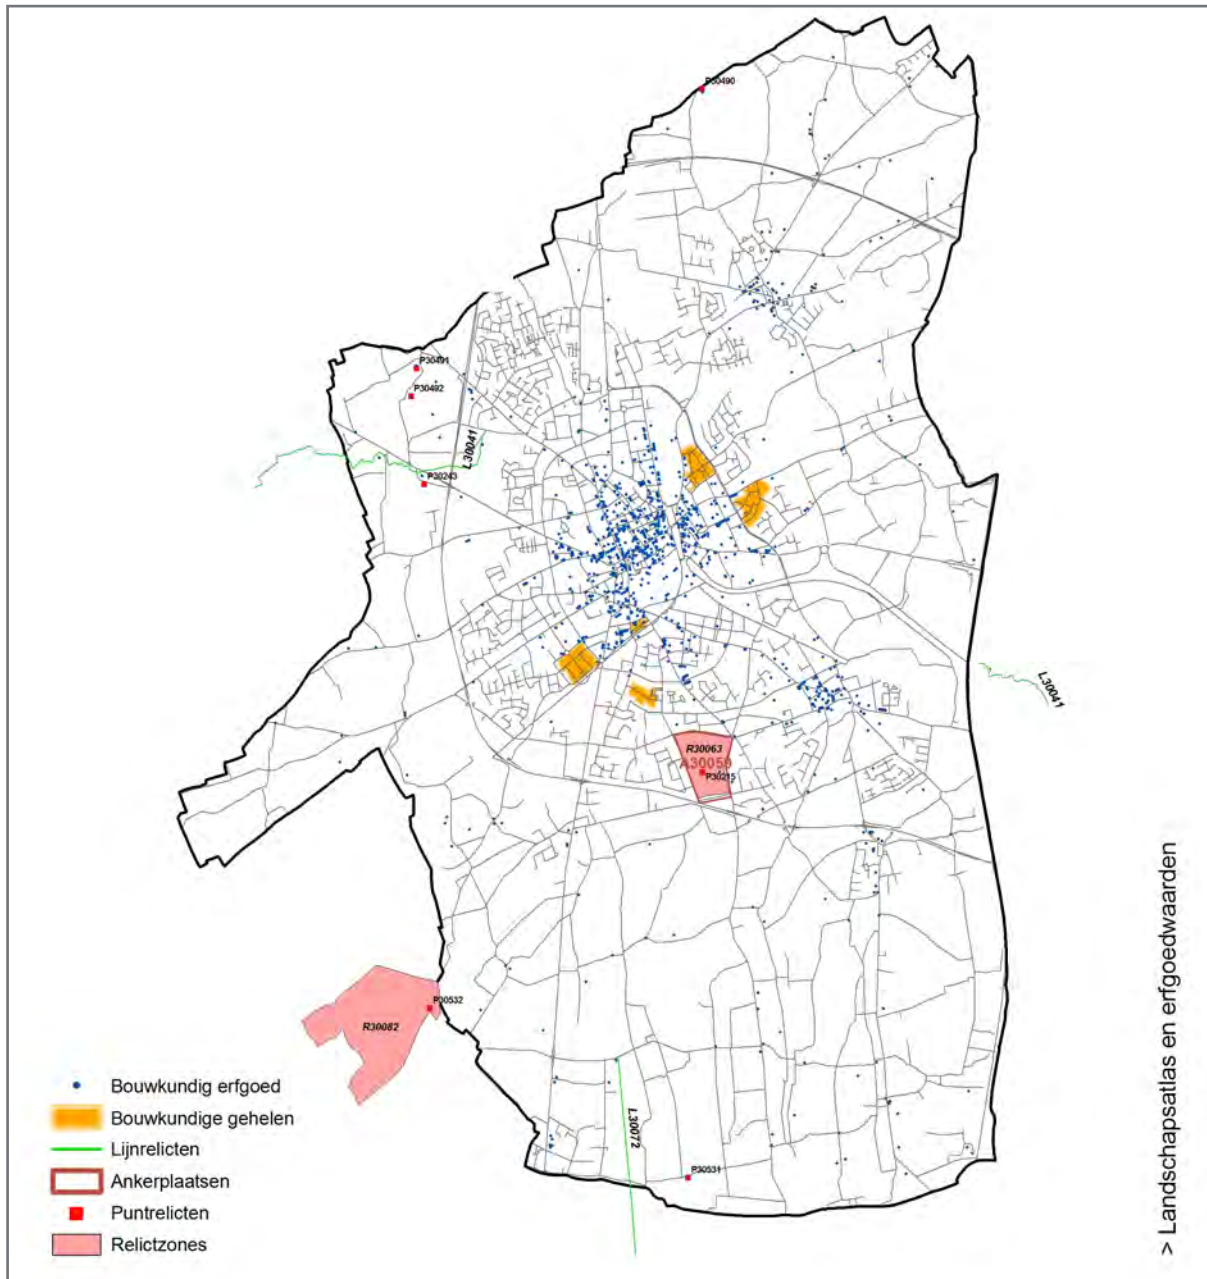 P30490
P30491
P30492
L30041
P30243
L30041
R30063
A30050
P30215
P30532
R30082
L30072
P30531
Bouwkundig erfgoed
Bouwkundige gehelen
Lijnrelicten
Ankerplaatsen
Puntrelicten
Relictzones
> Landschapsatlas en erfgoedwaarden